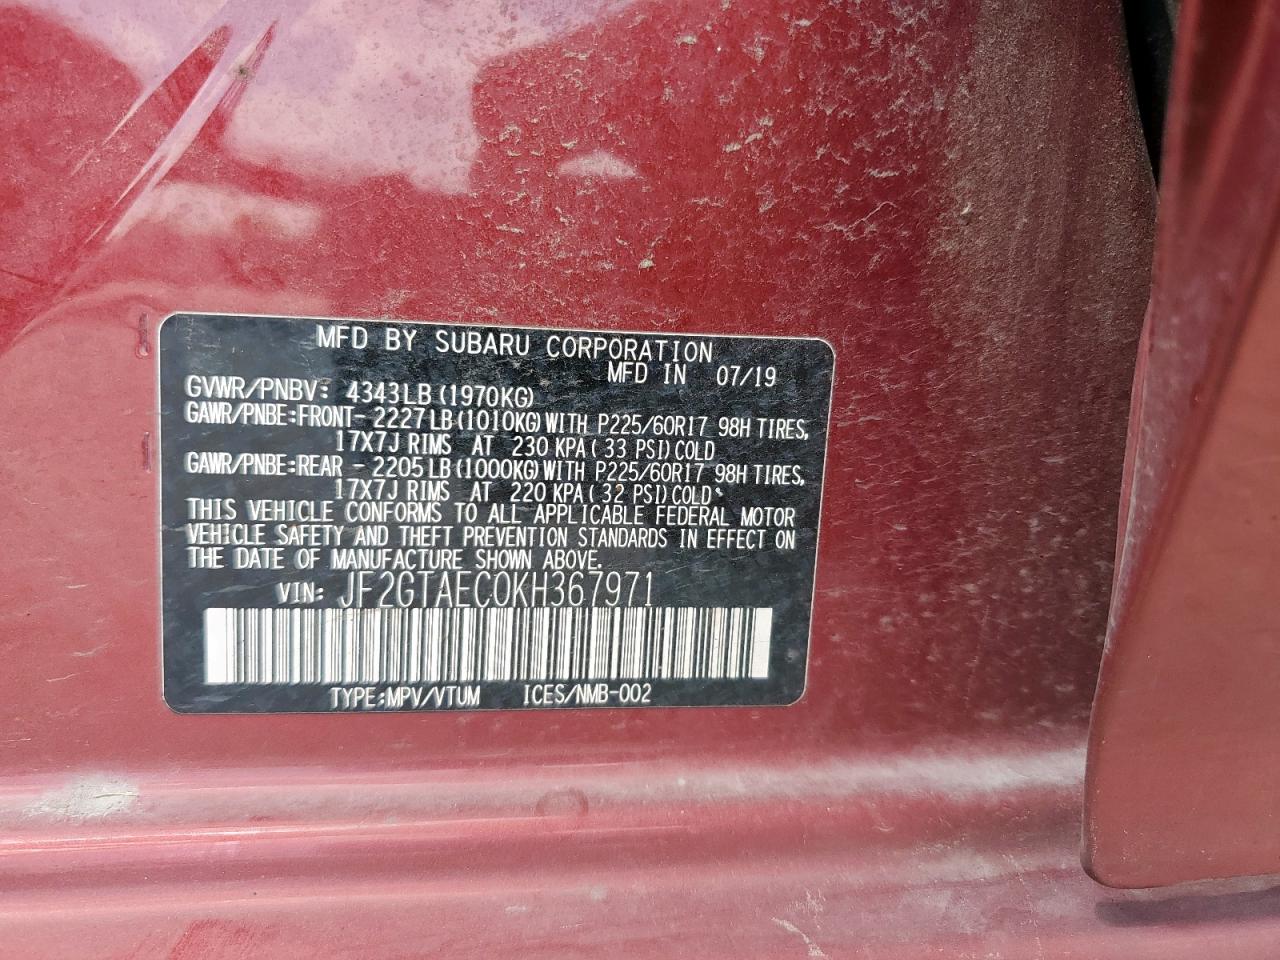 MFD BY SUBARU CORPORATION
MFD IN 07/19
GVWR/PNBV: 4343LB(1970KG)
GAWR/PNBE:FRONT-2227LB(1010KG)WITH P225/60R17 98H TIRES,
17X7J RIMS AT 230 KPA(33 PSI)COLD
GAWR/PNBE:REAR -2205LB(1000KG)WITH P225/60R17 98H TIRES,
17X7J RIMS AT 220 KPA(32 PSI)COLD.
THIS VEHICLE CONFORMS TO ALL APPLICABLE FEDERAL MOTOR
VEHICLE SAFETY AND THEFT PREVENTION STANDARDS IN EFFECT ON
THE DATE OF MANUFACTURE SHOWN ABOVE.
VIN: JF2GTAEC0KH367971
TYPE:MPV/VTUM ICES/NMB-002